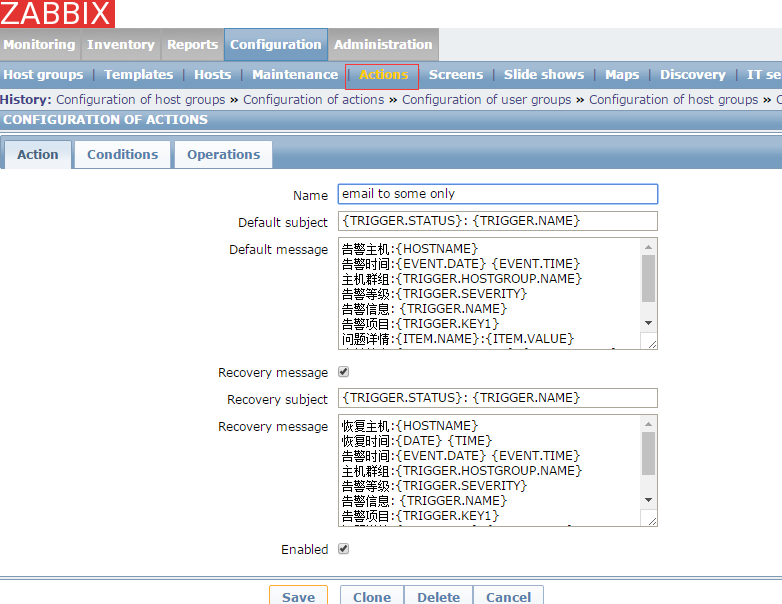 ZABBIX
Monitoring Inventory Reports Configuration Administration
Host groups | Templates | Hosts | Maintenance | Actions | Screens | Slide shows | Maps | Discovery | IT se
History: Configuration of host groups » Configuration of actions » Configuration of user groups » Configuration of host groups » C
CONFIGURATION OF ACTIONS
Action Conditions Operations
Name email to some only
Default subject {TRIGGER.STATUS}: {TRIGGER.NAME}
Default message 告警主机:{HOSTNAME}
告警时间:{EVENT.DATE} {EVENT.TIME}
主机群组:{TRIGGER.HOSTGROUP.NAME}
告警等级:{TRIGGER.SEVERITY}
告警信息: {TRIGGER.NAME}
告警项目:{TRIGGER.KEY1}
问题详情:{ITEM.NAME}:{ITEM.VALUE}
Recovery message
Recovery subject {TRIGGER.STATUS}: {TRIGGER.NAME}
Recovery message 恢复主机:{HOSTNAME}
恢复时间:{DATE} {TIME}
告警时间:{EVENT.DATE} {EVENT.TIME}
主机群组:{TRIGGER.HOSTGROUP.NAME}
告警等级:{TRIGGER.SEVERITY}
告警信息: {TRIGGER.NAME}
告警项目:{TRIGGER.KEY1}
Enabled
Save Clone Delete Cancel